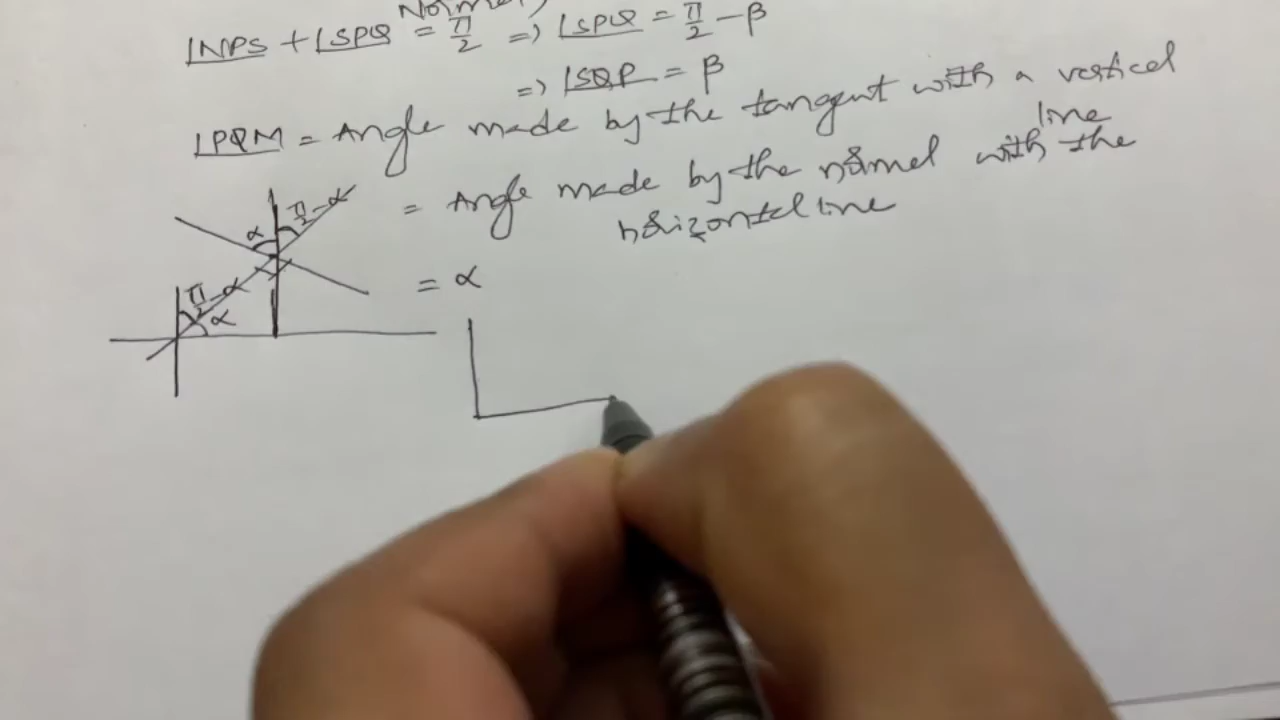 Normal)
∠NPS + ∠SPQ = π/2 => ∠SPQ = π/2 - β
=> ∠SQP = β
∠PQM = Angle made by the tangent with a vertical
line
= Angle made by the normal with the
horizontal line
= α
α π/2-α
π/2-α
α